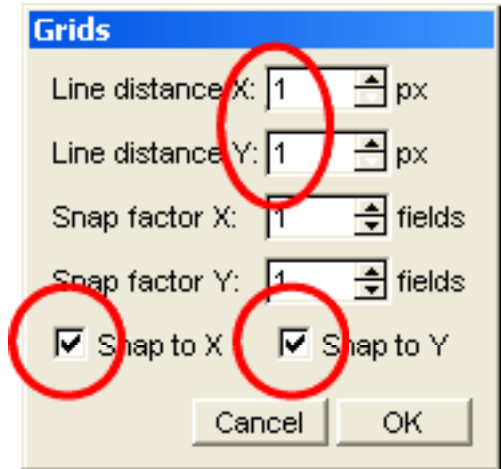 Grids
Line distance X: 1 px
Line distance Y: 1 px
Snap factor X: 1 fields
Snap factor Y: 1 fields
Snap to X Snap to Y
Cancel OK